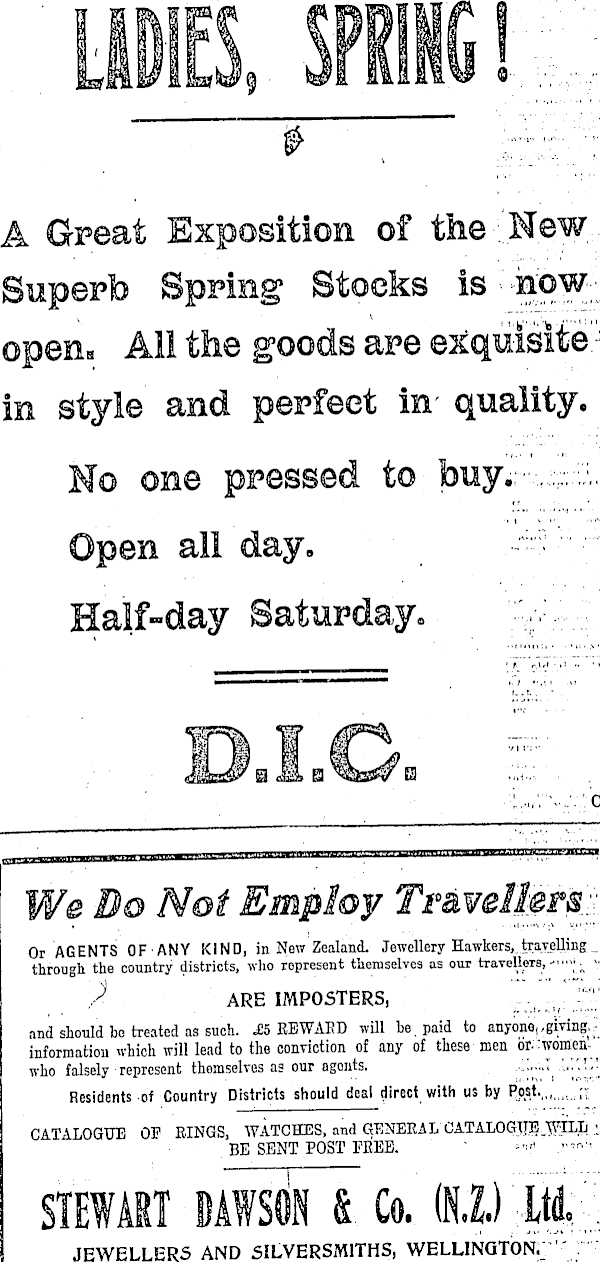 LADIES, SPRING!
A Great Exposition of the New
Superb Spring Stocks is now
open. All the goods are exquisite
in style and perfect in quality.
No one pressed to buy.
Open all day.
Half-day Saturday.
D.I.C.
We Do Not Employ Travellers
Or AGENTS OF ANY KIND, in New Zealand. Jewellery Hawkers, travelling
through the country districts, who represent themselves as our travellers,
ARE IMPOSTERS,
and should be treated as such. £5 REWARD will be paid to anyone giving
information which will lead to the conviction of any of these men or women
who falsely represent themselves as our agents.
Residents of Country Districts should deal direct with us by Post.
CATALOGUE OF RINGS, WATCHES, and GENERAL CATALOGUE WILL
BE SENT POST FREE.
STEWART DAWSON & Co. (N.Z.) Ltd.
JEWELLERS AND SILVERSMITHS, WELLINGTON.